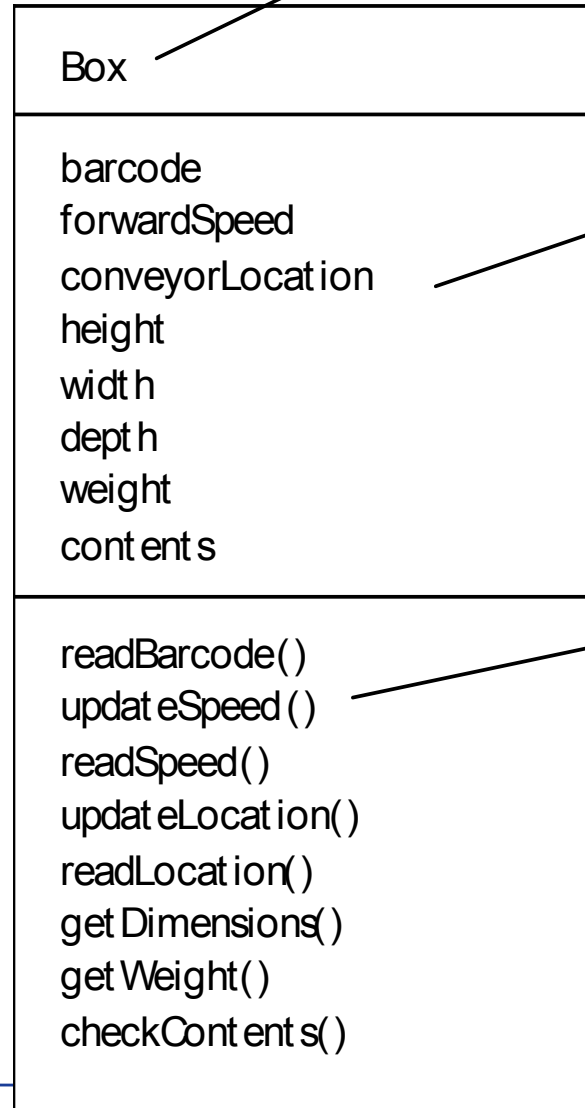 Box
barcode
forwardSpeed
conveyorLocation
height
width
depth
weight
contents
readBarcode()
updateSpeed()
readSpeed()
updateLocation()
readLocation()
getDimensions()
getWeight()
checkContents()